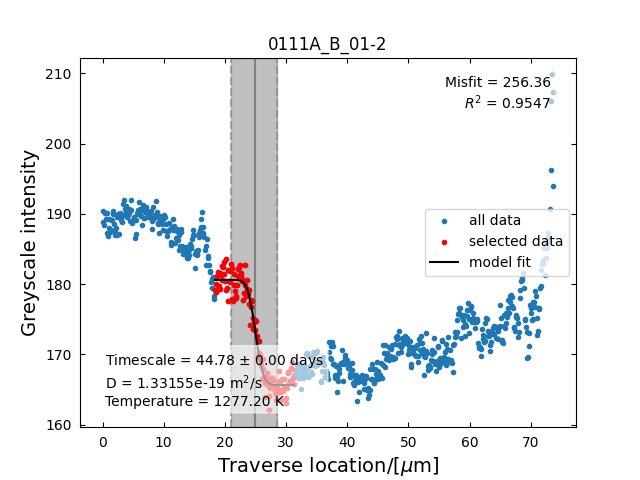 0111A_B_01-2
Misfit = 256.36
R² = 0.9547
all data
selected data
model fit
Timescale = 44.78 ± 0.00 days
D = 1.33155e-19 m²/s
Temperature = 1277.20 K
Greyscale intensity
210
200
190
180
170
160
0 10 20 30 40 50 60 70
Traverse location/[μm]